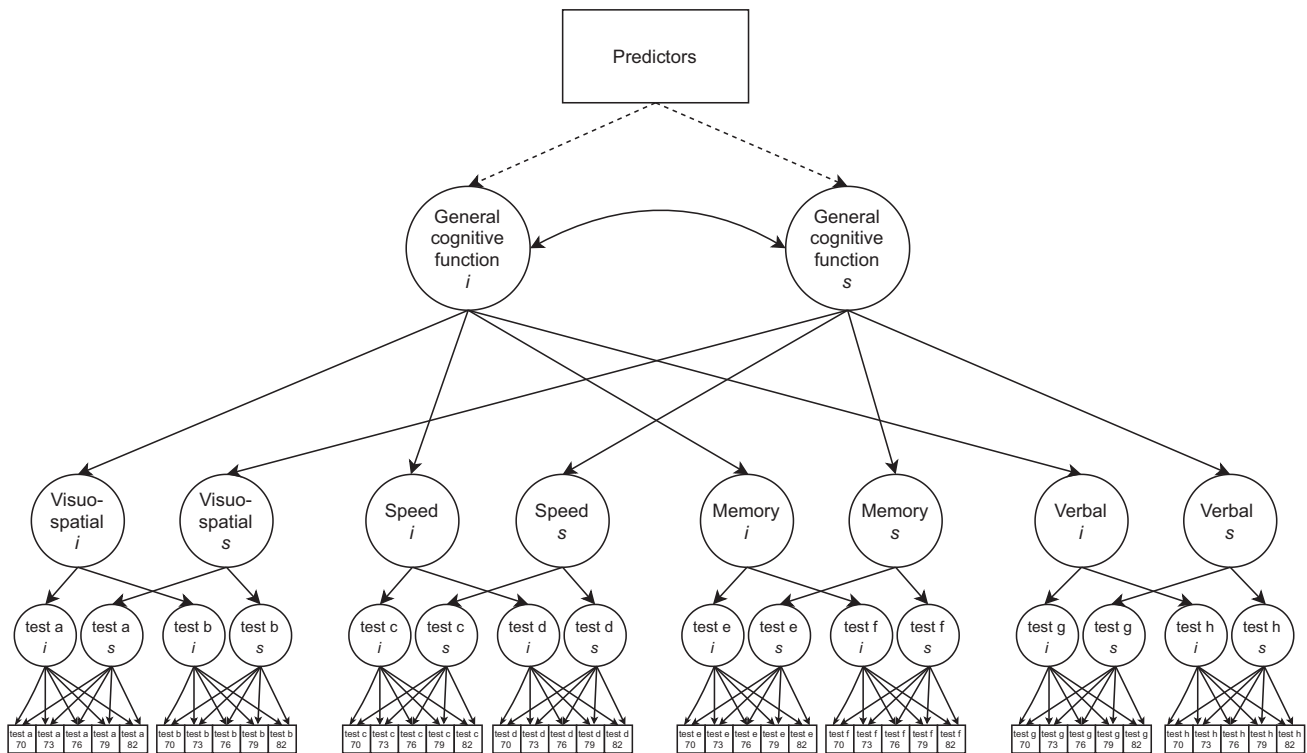 Predictors
General
cognitive
function
i
General
cognitive
function
s
Visuo-
spatial
i
Visuo-
spatial
s
Speed
i
Speed
s
Memory
i
Memory
s
Verbal
i
Verbal
s
test a
i
test a
s
test b
i
test b
s
test c
i
test c
s
test d
i
test d
s
test e
i
test e
s
test f
i
test f
s
test g
i
test g
s
test h
i
test h
s
test a test a test a test a test a
70 73 76 79 82
test b test b test b test b test b
70 73 76 79 82
test c test c test c test c test c
70 73 76 79 82
test d test d test d test d test d
70 73 76 79 82
test e test e test e test e test e
70 73 76 79 82
test f test f test f test f test f
70 73 76 79 82
test g test g test g test g test g
70 73 76 79 82
test h test h test h test h test h
70 73 76 79 82